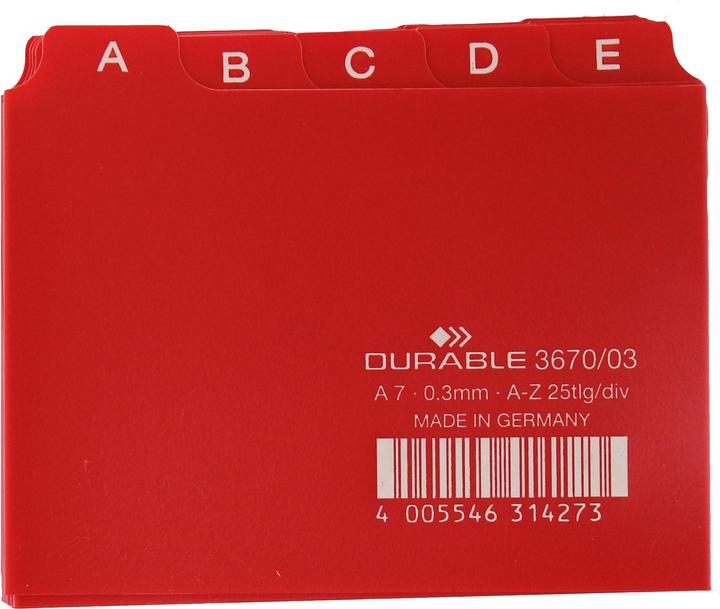 A B C D E
DURABLE 3670/03
A 7 · 0.3mm · A-Z 25tlg/div
MADE IN GERMANY
4 005546 314273